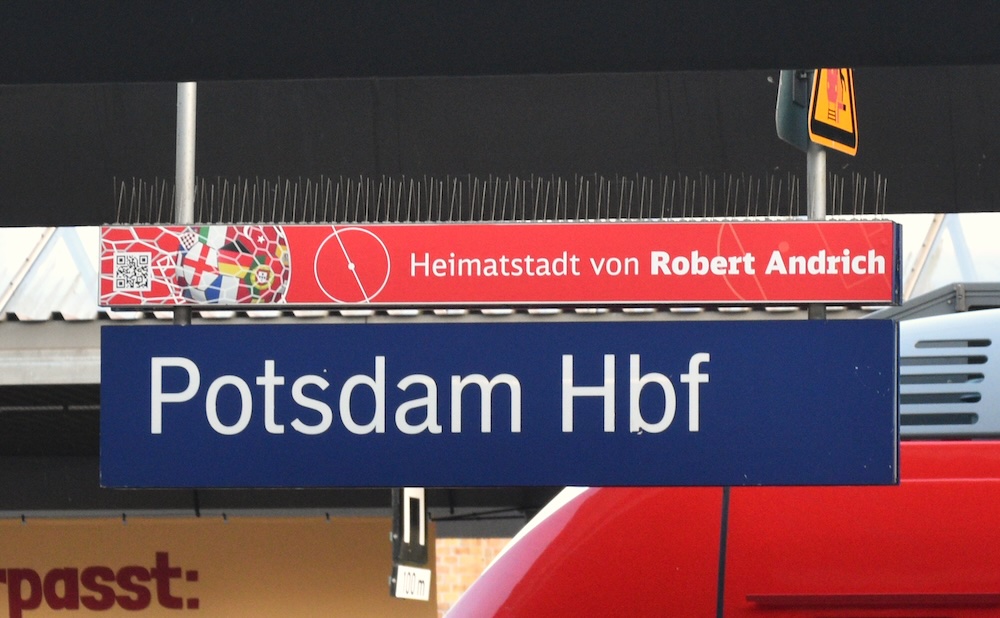 Heimatstadt von Robert Andrich
Potsdam Hbf
rpasst:
100 m